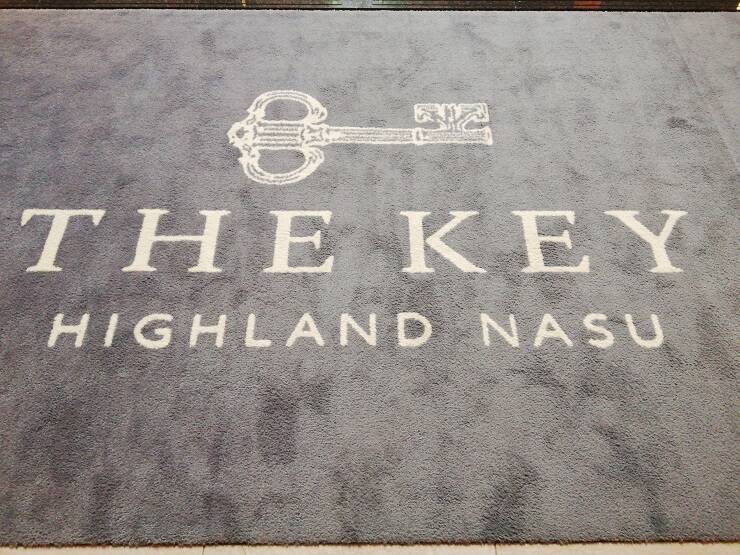 THE KEY
HIGHLAND NASU